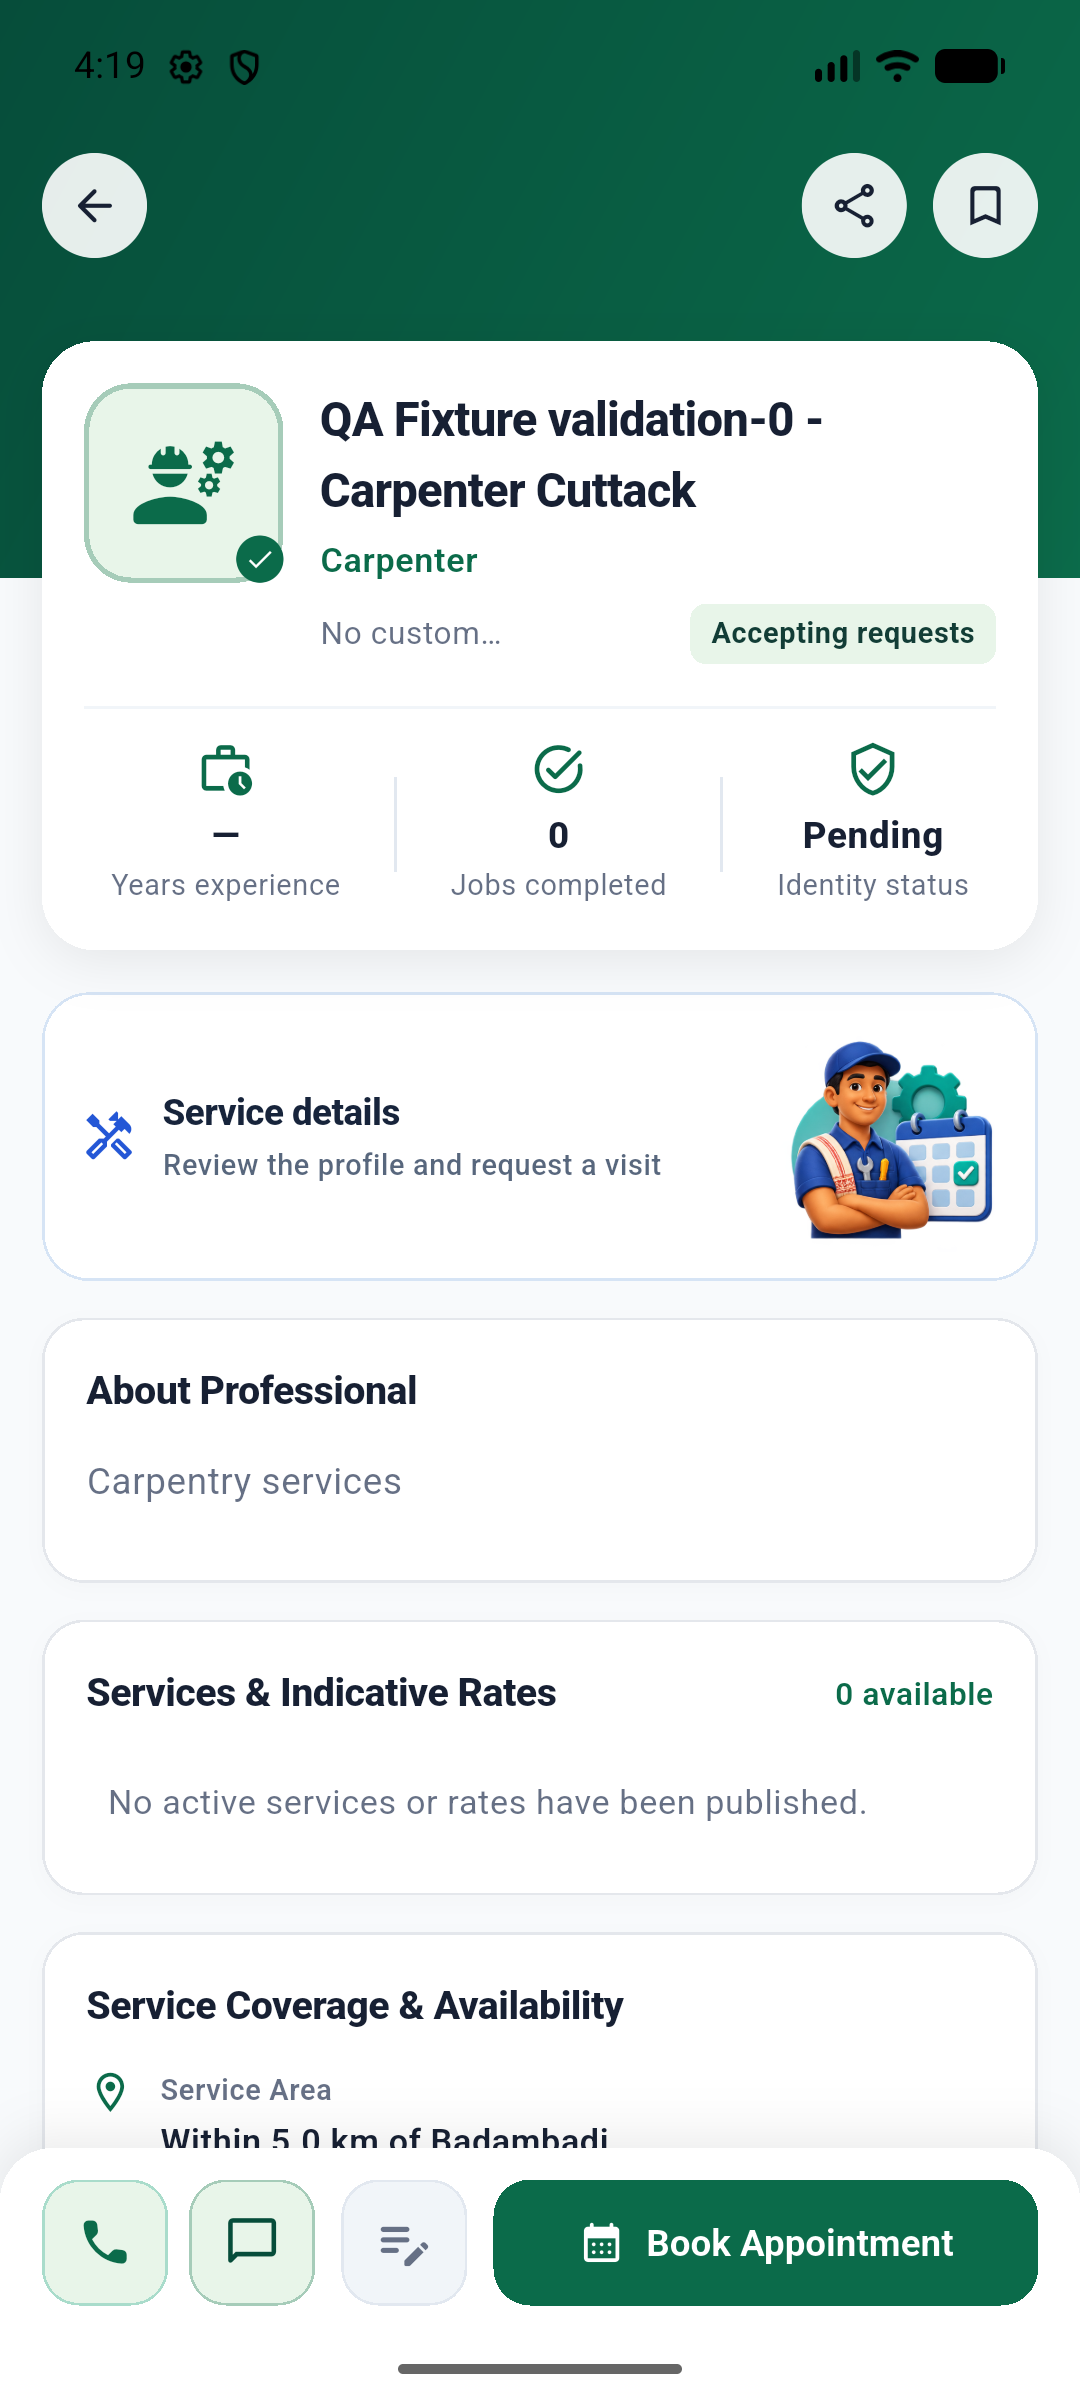 4:19
QA Fixture validation-0 -
Carpenter Cuttack
Carpenter
No custom…
Accepting requests
–
Years experience
0
Jobs completed
Pending
Identity status
Service details
Review the profile and request a visit
About Professional
Carpentry services
Services & Indicative Rates
0 available
No active services or rates have been published.
Service Coverage & Availability
Service Area
Within 5.0 km of Badambadi
Book Appointment